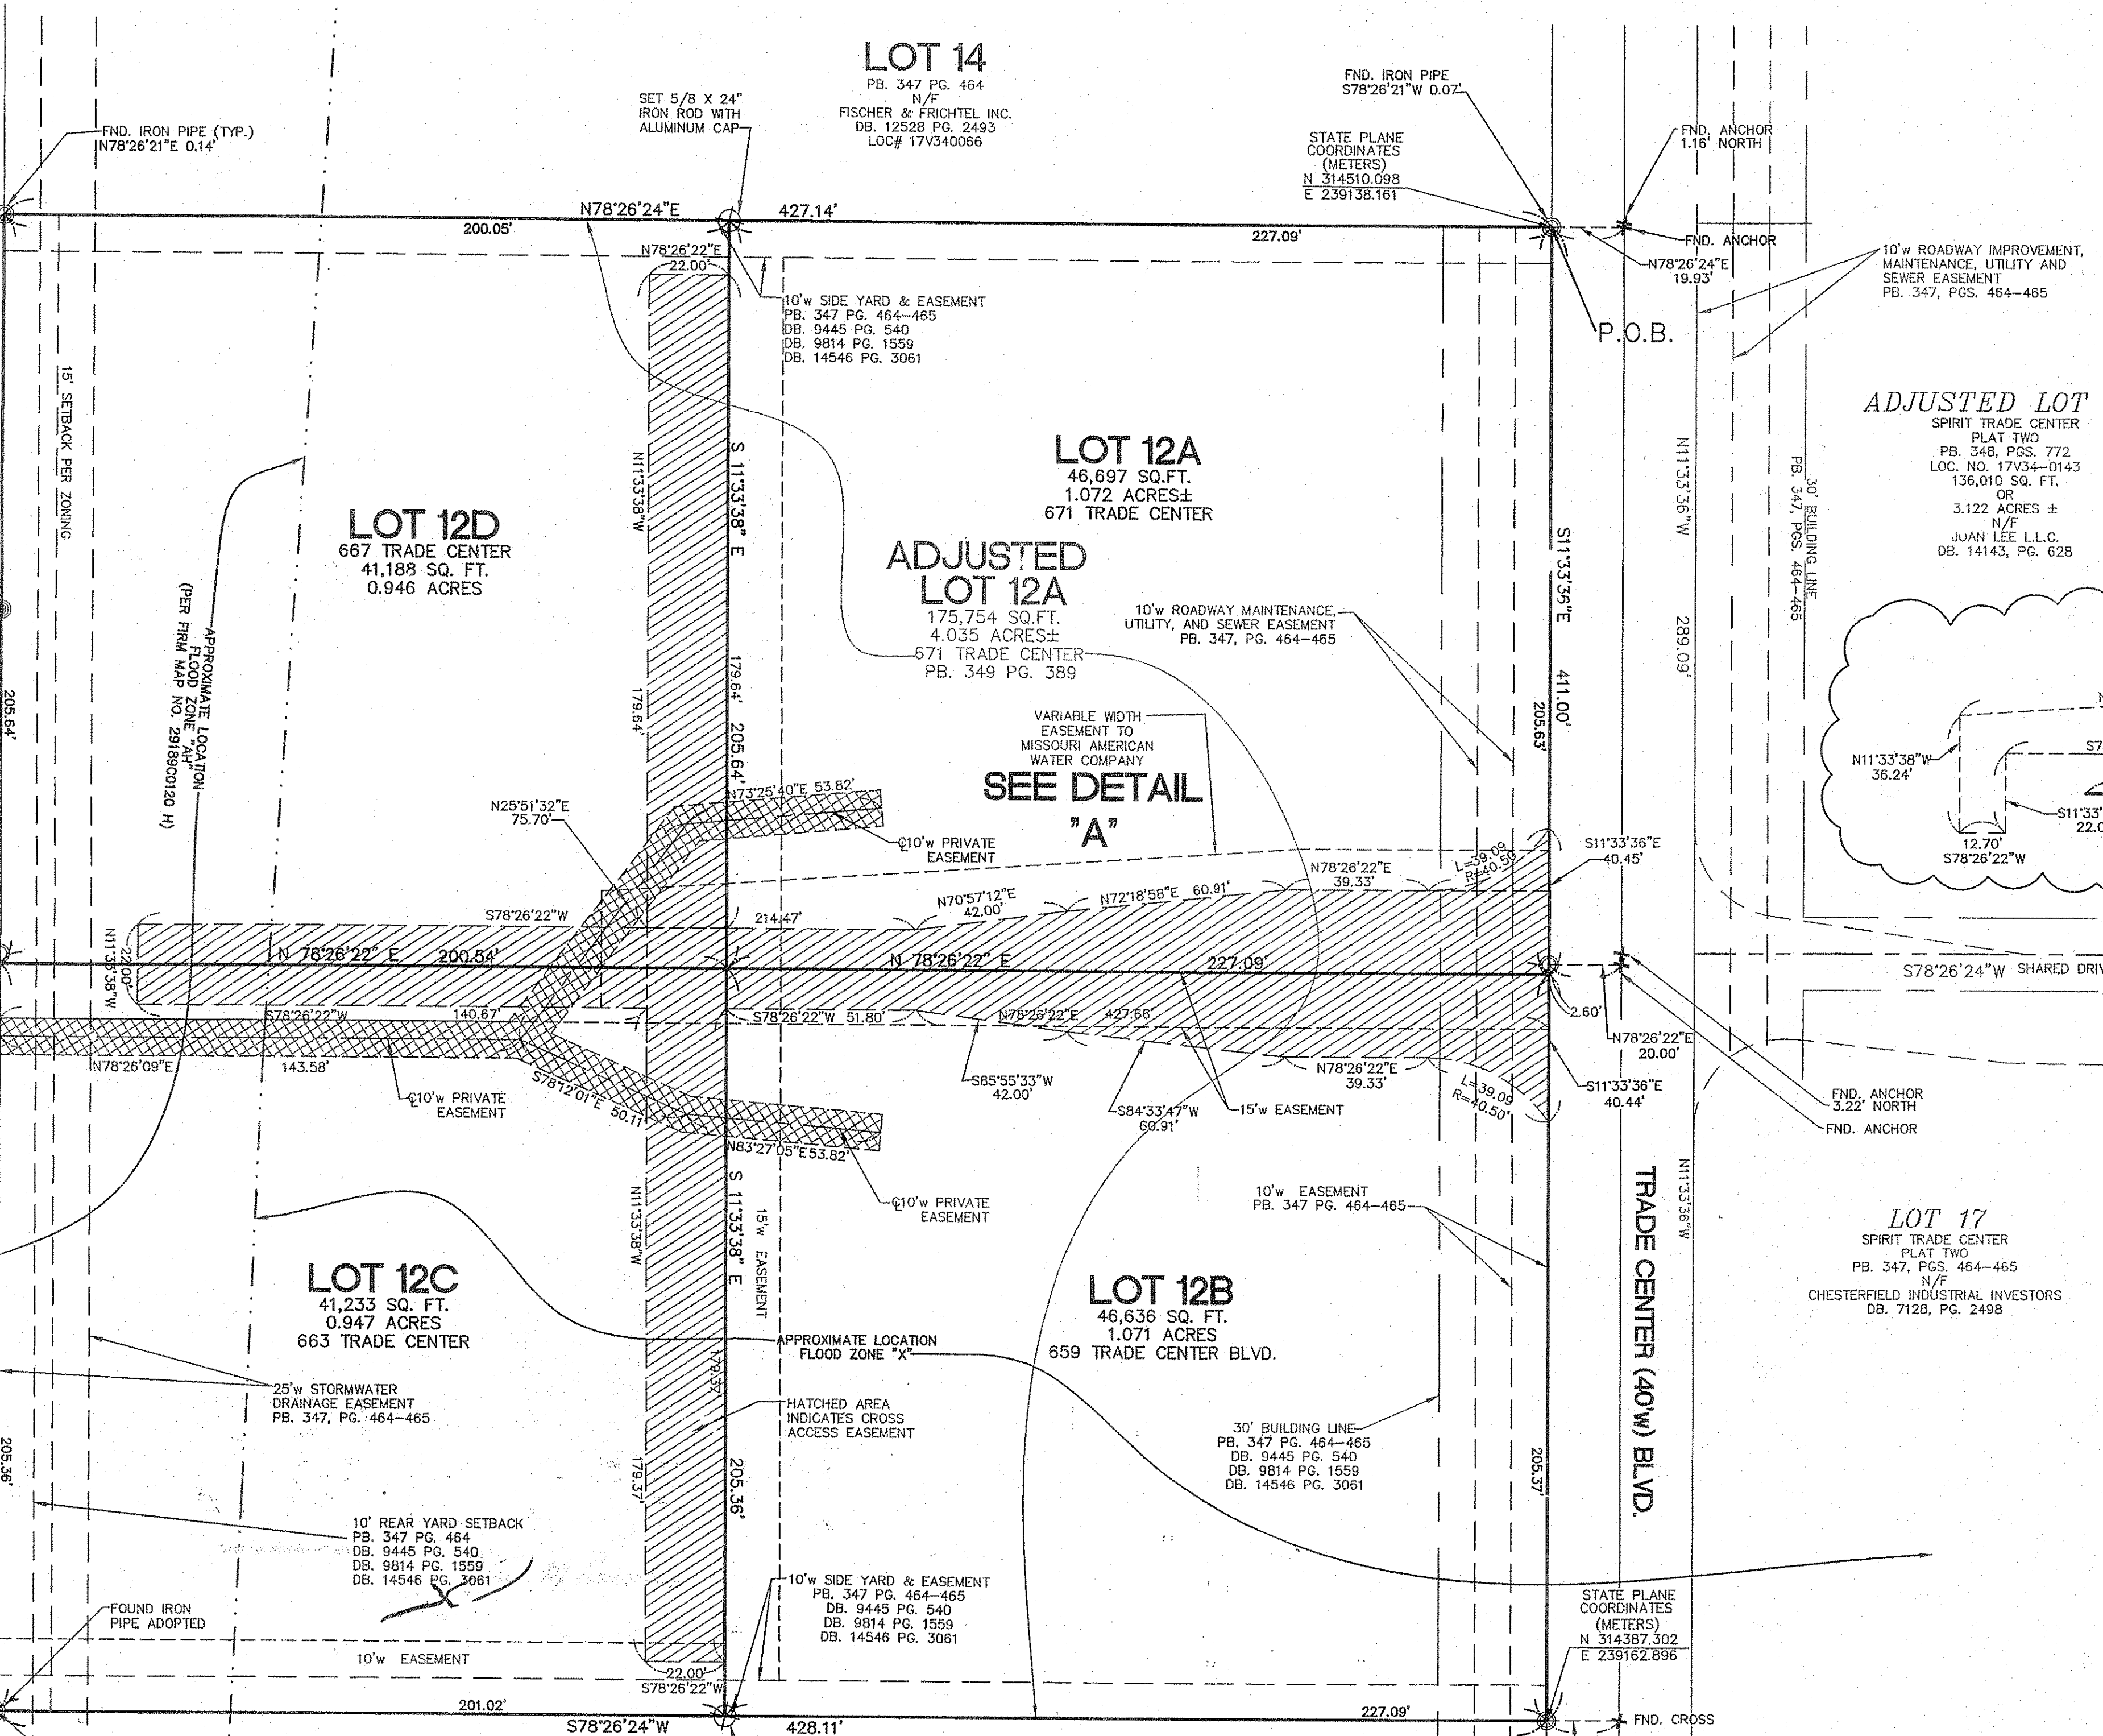 LOT 14
PB. 347 PG. 464
N/F
FISCHER & FRICHTEL INC.
DB. 12528 PG. 2493
LOC# 17V340066
SET 5/8 X 24"
IRON ROD WITH
ALUMINUM CAP
FND. IRON PIPE (TYP.)
N78°26'21"E 0.14'
FND. IRON PIPE
S78°26'21"W 0.07'
STATE PLANE
COORDINATES
(METERS)
N 314510.098
E 239138.161
FND. ANCHOR
1.16' NORTH
FND. ANCHOR
N78°26'24"E
19.93'
P.O.B.
10'w ROADWAY IMPROVEMENT,
MAINTENANCE, UTILITY AND
SEWER EASEMENT
PB. 347, PGS. 464-465
N78°26'24"E 427.14'
200.05'
227.09'
N78°26'22"E
22.00'
10'w SIDE YARD & EASEMENT
PB. 347 PG. 464-465
DB. 9445 PG. 540
DB. 9814 PG. 1559
DB. 14546 PG. 3061
15' SETBACK PER ZONING
LOT 12D
667 TRADE CENTER
41,188 SQ. FT.
0.946 ACRES
N11°33'38"W
179.64'
S 11°33'38" E
179.64'
205.64'
LOT 12A
46,697 SQ.FT.
1.072 ACRES±
671 TRADE CENTER
ADJUSTED
LOT 12A
175,754 SQ.FT.
4.035 ACRES±
671 TRADE CENTER
PB. 349 PG. 389
10'w ROADWAY MAINTENANCE,
UTILITY, AND SEWER EASEMENT
PB. 347, PG. 464-465
S11°33'36"E 411.00'
205.63'
N11°33'36"W 289.09'
30' BUILDING LINE
PB. 347, PGS. 464-465
ADJUSTED LOT
SPIRIT TRADE CENTER
PLAT TWO
PB. 348, PGS. 772
LOC. NO. 17V34-0143
136,010 SQ. FT.
OR
3.122 ACRES ±
N/F
JUAN LEE L.L.C.
DB. 14143, PG. 628
N11°33'38"W
36.24'
S7
S11°33'
22.0
12.70'
S78°26'22"W
APPROXIMATE LOCATION
FLOOD ZONE "AH"
(PER FIRM MAP NO. 29189C0120 H)
205.64'
VARIABLE WIDTH
EASEMENT TO
MISSOURI AMERICAN
WATER COMPANY
SEE DETAIL
"A"
N73°25'40"E 53.82'
N25°51'32"E
75.70'
℄10'w PRIVATE
EASEMENT
S11°33'36"E
40.45'
L=39.09
R=40.50'
N78°26'22"E
39.33'
N72°18'58"E 60.91'
N70°57'12"E
42.00'
S78°26'22"W
214.47'
N11°33'38"W
22.00'
N 78°26'22" E 200.54'
N 78°26'22" E 227.09'
S78°26'24"W SHARED DRIV
S78°26'22"W 140.67'
S78°26'22"W 51.80'
N78°26'22"E 427.66'
2.60'
N78°26'22"E
20.00'
N78°26'09"E 143.58'
℄10'w PRIVATE
EASEMENT
S78°12'01"E 50.11'
S85°55'33"W
42.00'
S84°33'47"W
60.91'
15'w EASEMENT
N78°26'22"E
39.33'
L=39.09
R=40.50'
S11°33'36"E
40.44'
FND. ANCHOR
3.22' NORTH
FND. ANCHOR
N83°27'05"E 53.82'
℄10'w PRIVATE
EASEMENT
N11°33'38"W
S 11°33'38" E
15'w EASEMENT
10'w EASEMENT
PB. 347 PG. 464-465
TRADE CENTER (40'w) BLVD.
N11°33'36"W
LOT 17
SPIRIT TRADE CENTER
PLAT TWO
PB. 347, PGS. 464-465
N/F
CHESTERFIELD INDUSTRIAL INVESTORS
DB. 7128, PG. 2498
LOT 12C
41,233 SQ. FT.
0.947 ACRES
663 TRADE CENTER
LOT 12B
46,636 SQ. FT.
1.071 ACRES
659 TRADE CENTER BLVD.
APPROXIMATE LOCATION
FLOOD ZONE "X"
179.37'
25'w STORMWATER
DRAINAGE EASEMENT
PB. 347, PG. 464-465
HATCHED AREA
INDICATES CROSS
ACCESS EASEMENT
30' BUILDING LINE
PB. 347 PG. 464-465
DB. 9445 PG. 540
DB. 9814 PG. 1559
DB. 14546 PG. 3061
205.36'
179.37'
205.36'
205.37'
10' REAR YARD SETBACK
PB. 347 PG. 464
DB. 9445 PG. 540
DB. 9814 PG. 1559
DB. 14546 PG. 3061
FOUND IRON
PIPE ADOPTED
10'w SIDE YARD & EASEMENT
PB. 347 PG. 464-465
DB. 9445 PG. 540
DB. 9814 PG. 1559
DB. 14546 PG. 3061
STATE PLANE
COORDINATES
(METERS)
N 314387.302
E 239162.896
10'w EASEMENT
22.00'
S78°26'22"W
201.02'
227.09'
S78°26'24"W 428.11'
FND. CROSS